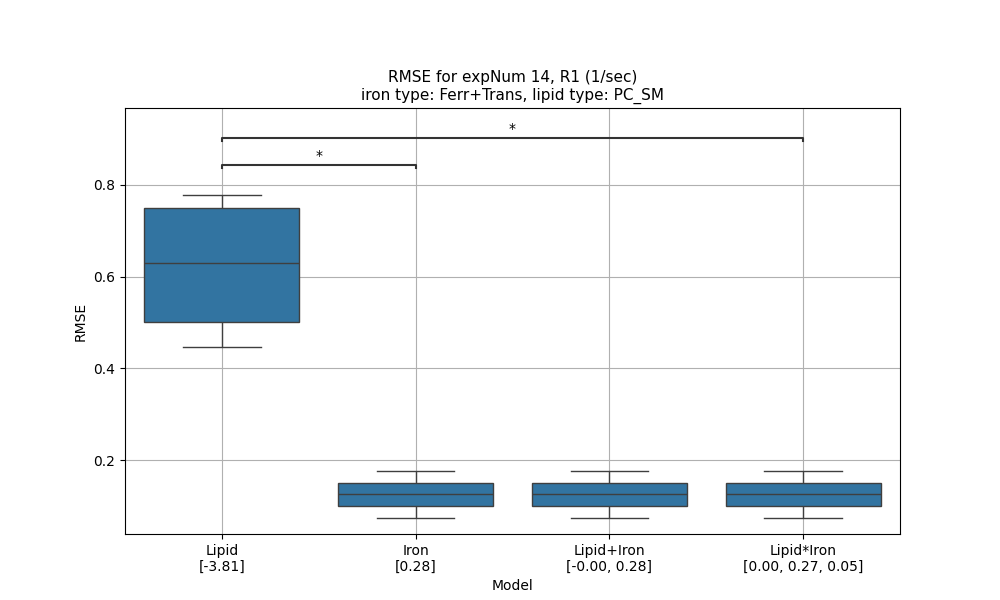 RMSE for expNum 14, R1 (1/sec)
iron type: Ferr+Trans, lipid type: PC_SM
*
*
0.8
0.6
0.4
0.2
RMSE
Lipid
[-3.81]
Iron
[0.28]
Lipid+Iron
[-0.00, 0.28]
Lipid*Iron
[0.00, 0.27, 0.05]
Model